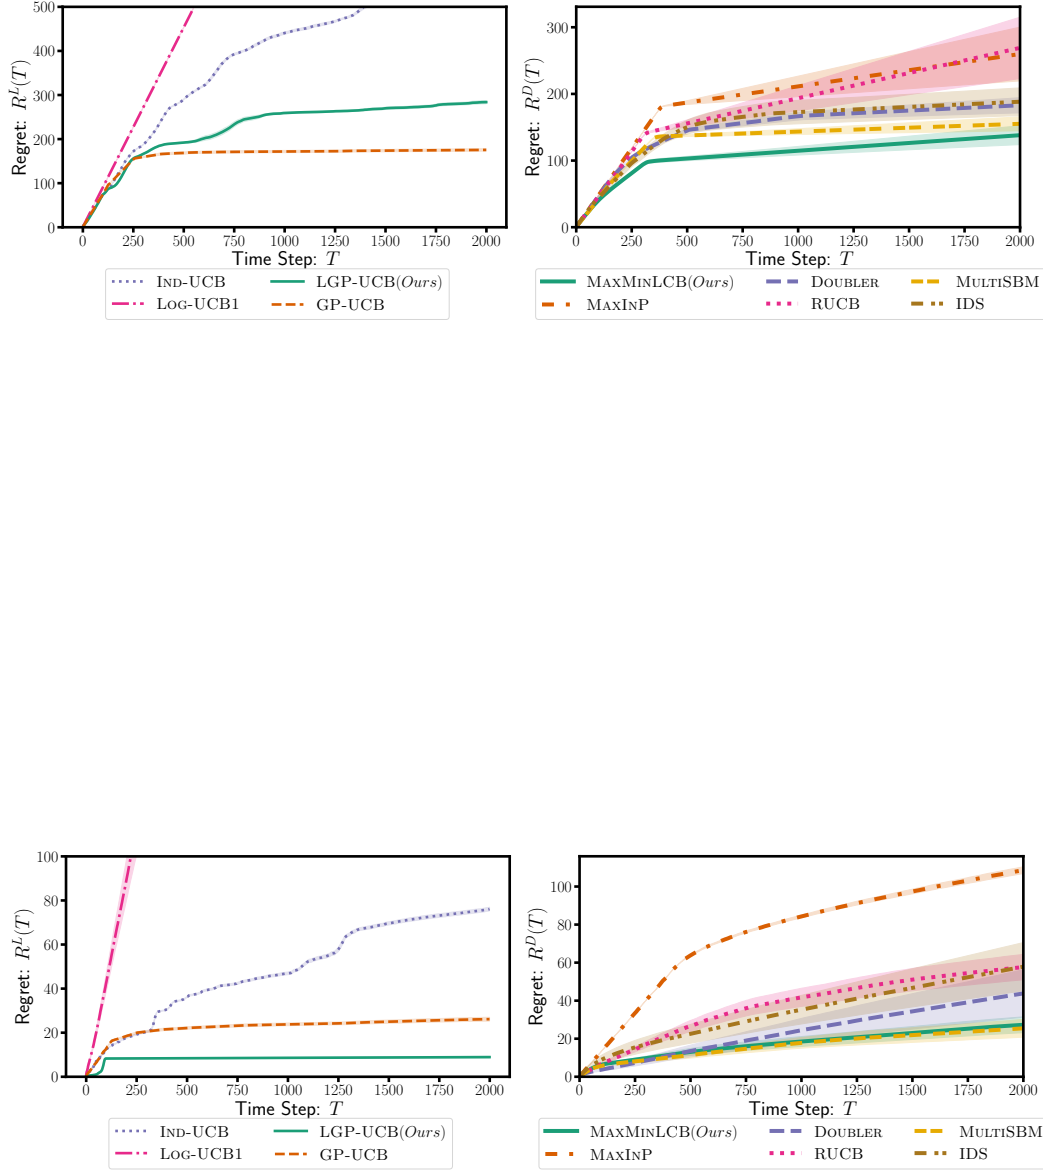 500
400
300
200
100
0
Regret: R^L(T)
0 250 500 750 1000 1250 1500 1750 2000
Time Step: T
IND-UCB LGP-UCB(Ours)
LOG-UCB1 GP-UCB
300
200
100
0
Regret: R^D(T)
0 250 500 750 1000 1250 1500 1750 2000
Time Step: T
MAXMINLCB(Ours) DOUBLER MULTISBM
MAXINP RUCB IDS
100
80
60
40
20
0
Regret: R^L(T)
0 250 500 750 1000 1250 1500 1750 2000
Time Step: T
IND-UCB LGP-UCB(Ours)
LOG-UCB1 GP-UCB
100
80
60
40
20
0
Regret: R^D(T)
0 250 500 750 1000 1250 1500 1750 2000
Time Step: T
MAXMINLCB(Ours) DOUBLER MULTISBM
MAXINP RUCB IDS